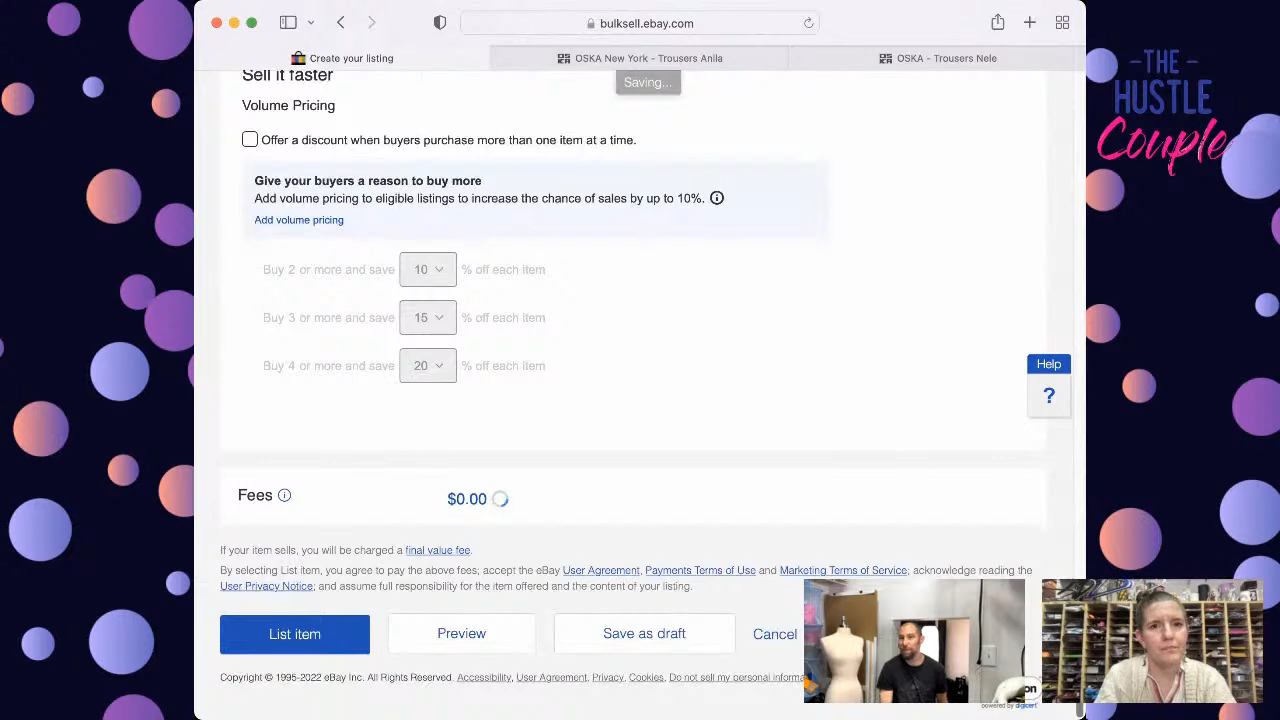 bulksell.ebay.com
Create your listing
OSKA New York - Trousers Anila
OSKA - Trousers Nele
-THE-
HUSTLE
Couple
Sell it faster
Saving...
Volume Pricing
Offer a discount when buyers purchase more than one item at a time.
Give your buyers a reason to buy more
Add volume pricing to eligible listings to increase the chance of sales by up to 10%.
Add volume pricing
Buy 2 or more and save 10 % off each item
Buy 3 or more and save 15 % off each item
Buy 4 or more and save 20 % off each item
Help
?
Fees
$0.00
If your item sells, you will be charged a final value fee.
By selecting List item, you agree to pay the above fees; accept the eBay User Agreement, Payments Terms of Use and Marketing Terms of Service; acknowledge reading the
User Privacy Notice; and assume full responsibility for the item offered and the content of your listing.
List item
Preview
Save as draft
Cancel
Copyright © 1995-2022 eBay
Rights Reserved.
Do not sell my personal
on
powered by digicert